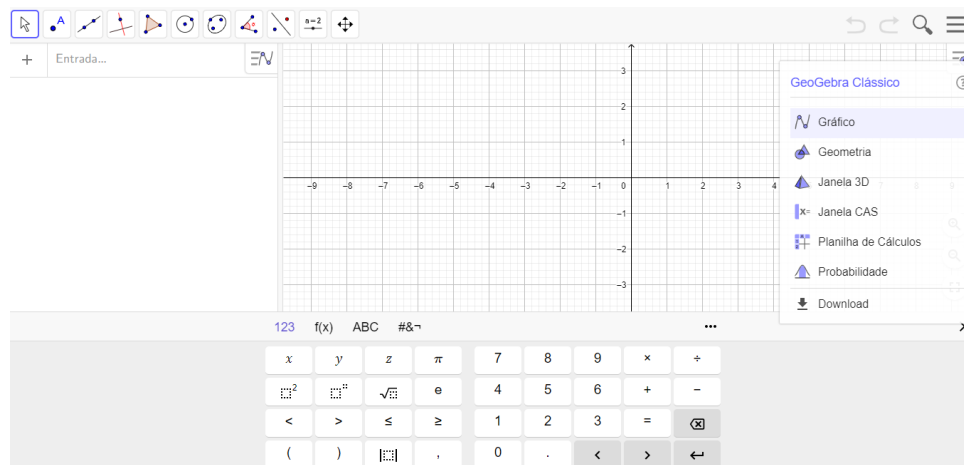 A
a=2
+ Entrada...
3
2
1
-9 -8 -7 -6 -5 -4 -3 -2 -1 0 1 2 3 4
-1
-2
-3
GeoGebra Clássico
Gráfico
Geometria
Janela 3D
x= Janela CAS
Planilha de Cálculos
Probabilidade
Download
123 f(x) ABC #&¬ •••
x y z π 7 8 9 × ÷
2 e 4 5 6 + −
< > ≤ ≥ 1 2 3 =
( ) , 0 . < >